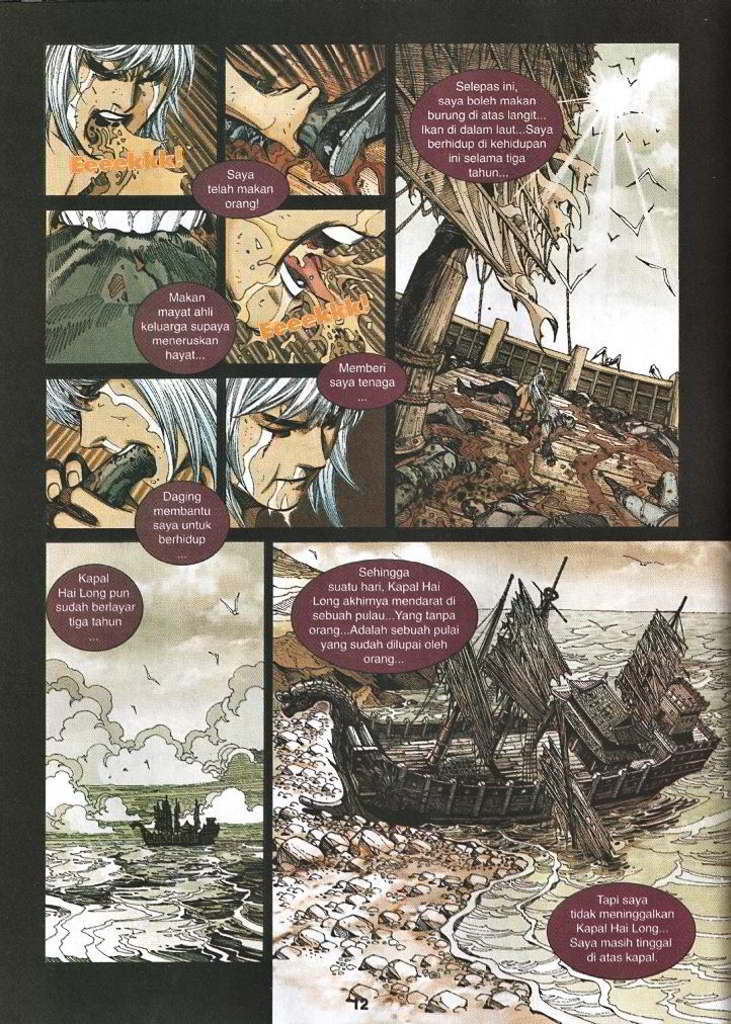 Eeeekkkk!
Saya
telah makan
orang!
Makan
mayat ahli
keluarga supaya
meneruskan
hayat...
Eeeekkkk!
Memberi
saya tenaga
...
Daging
membantu
saya untuk
berhidup
...
Selepas ini,
saya boleh makan
burung di atas langit...
Ikan di dalam laut...Saya
berhidup di kehidupan
ini selama tiga
tahun...
Kapal
Hai Long pun
sudah berlayar
tiga tahun
...
Sehingga
suatu hari, Kapal Hai
Long akhirnya mendarat di
sebuah pulau...Yang tanpa
orang...Adalah sebuah pulai
yang sudah dilupai oleh
orang...
Tapi saya
tidak meninggalkan
Kapal Hai Long...
Saya masih tinggal
di atas kapal.
12